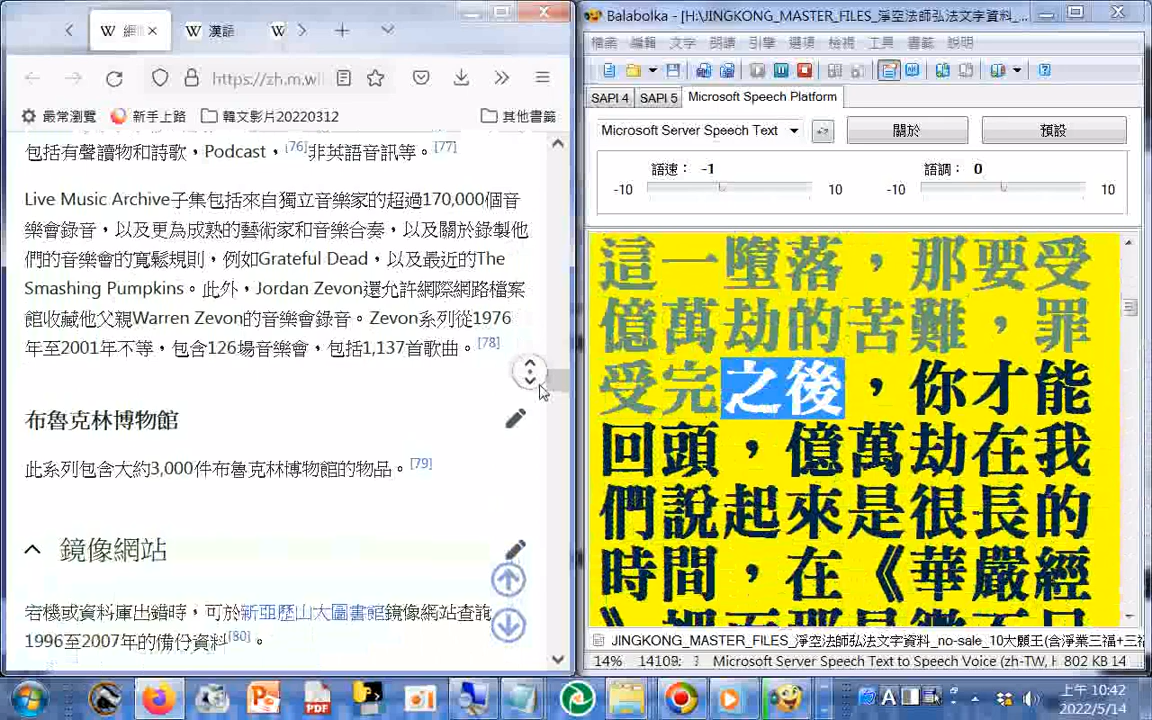 網
漢語
https://zh.m.wi
最常瀏覽
新手上路
韓文影片20220312
其他書籤
包括有聲讀物和詩歌，Podcast，[76]非英語音訊等。[77]
Live Music Archive子集包括來自獨立音樂家的超過170,000個音
樂會錄音，以及更為成熟的藝術家和音樂合奏，以及關於錄製他
們的音樂會的寬鬆規則，例如Grateful Dead，以及最近的The
Smashing Pumpkins。此外，Jordan Zevon還允許網際網路檔案
館收藏他父親Warren Zevon的音樂會錄音。Zevon系列從1976
年至2001年不等，包含126場音樂會，包括1,137首歌曲。[78]
布魯克林博物館
此系列包含大約3,000件布魯克林博物館的物品。[79]
鏡像網站
若機或資料庫出錯時，可於新亞歷山大圖書館鏡像網站查詢
1996至2007年的備份資料[80]。
Balabolka - [H:\JINGKONG_MASTER_FILES_淨空法師弘法文字資料_...
檔案 編輯 文字 朗讀 引擎 選項 檢視 工具 書籤 說明
SAPI 4 SAPI 5 Microsoft Speech Platform
Microsoft Server Speech Text
關於
預設
語速： -1
-10 10
語調： 0
-10 10
這一墮落，那要受
億萬劫的苦難，罪
受完之後，你才能
回頭，億萬劫在我
們說起來是很長的
時間，在《華嚴經
JINGKONG_MASTER_FILES_淨空法師弘法文字資料_no-sale_10大願王(含淨業三福+三福
14% 14109: Microsoft Server Speech Text to Speech Voice (zh-TW, 802 KB 14
A
上午 10:42
2022/5/14